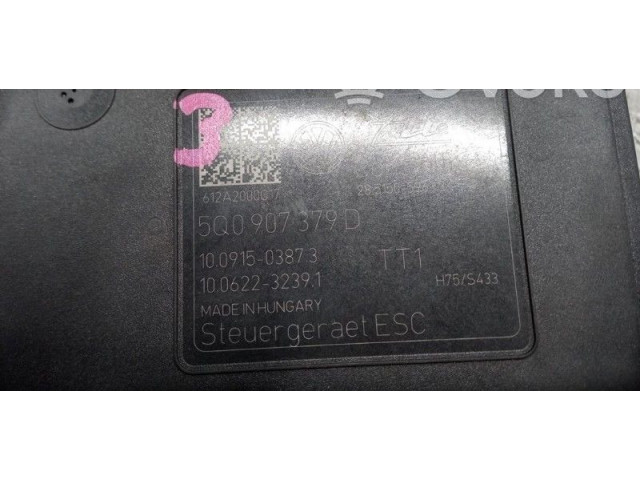 3
5Q0 907 379 D
10.0915-0387.3 TT1
10.0622-3239.1 H75/S433
MADE IN HUNGARY
Steuergeraet ESC